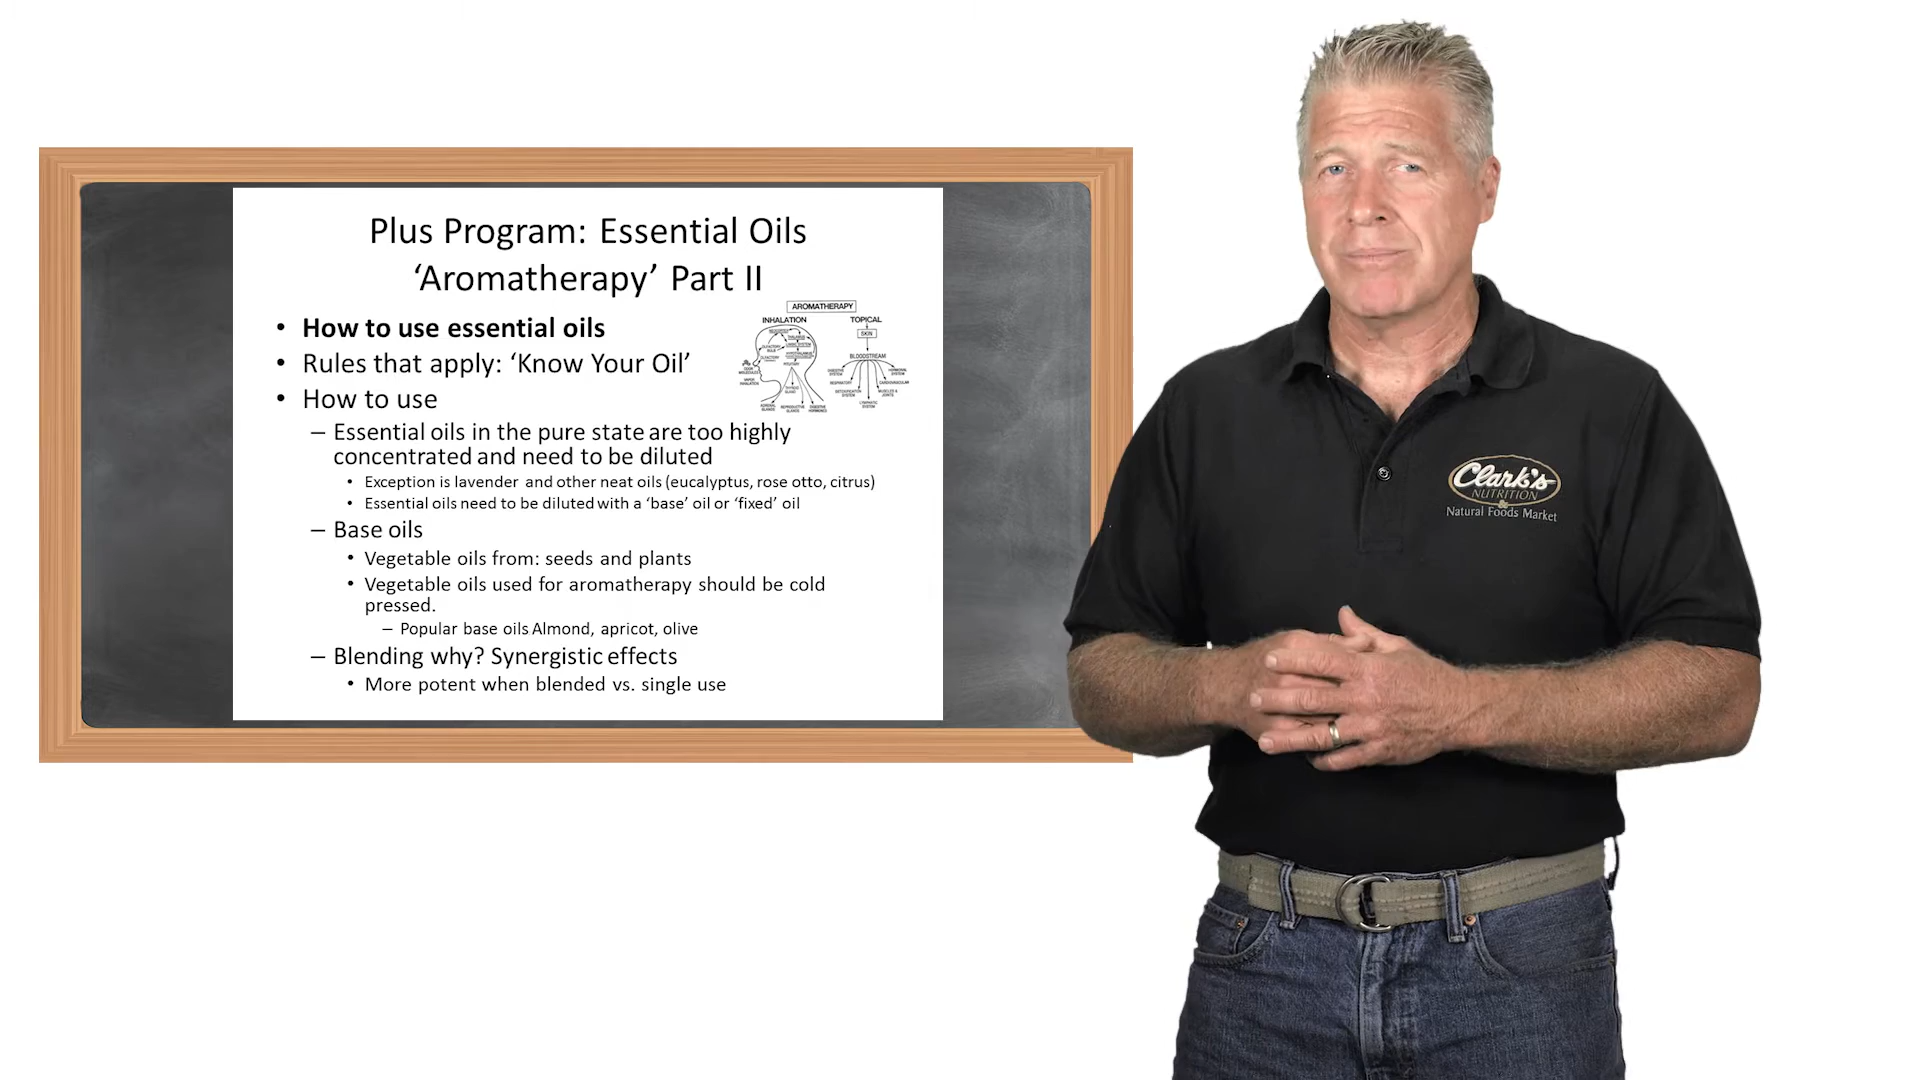 Plus Program: Essential Oils
‘Aromatherapy’ Part II
• How to use essential oils
• Rules that apply: ‘Know Your Oil’
• How to use
– Essential oils in the pure state are too highly
concentrated and need to be diluted
• Exception is lavender and other neat oils (eucalyptus, rose otto, citrus)
• Essential oils need to be diluted with a ‘base’ oil or ‘fixed’ oil
– Base oils
• Vegetable oils from: seeds and plants
• Vegetable oils used for aromatherapy should be cold
pressed.
– Popular base oils Almond, apricot, olive
– Blending why? Synergistic effects
• More potent when blended vs. single use
AROMATHERAPY
INHALATION
TOPICAL
SKIN
BLOODSTREAM
Clark's
NUTRITION
&
Natural Foods Market